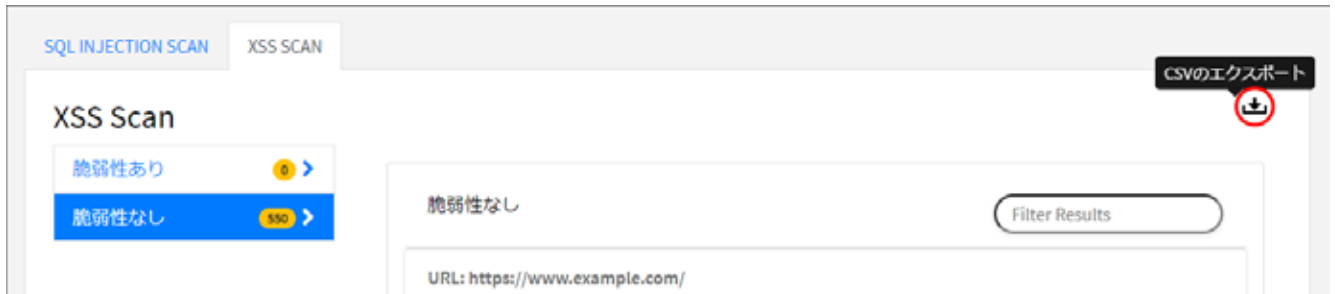 SQL INJECTION SCAN XSS SCAN
CSVのエクスポート
XSS Scan
脆弱性あり 0
脆弱性なし 550
脆弱性なし
Filter Results
URL: https://www.example.com/